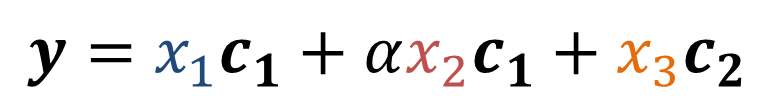 y = x₁c₁ + αx₂c₁ + x₃c₂